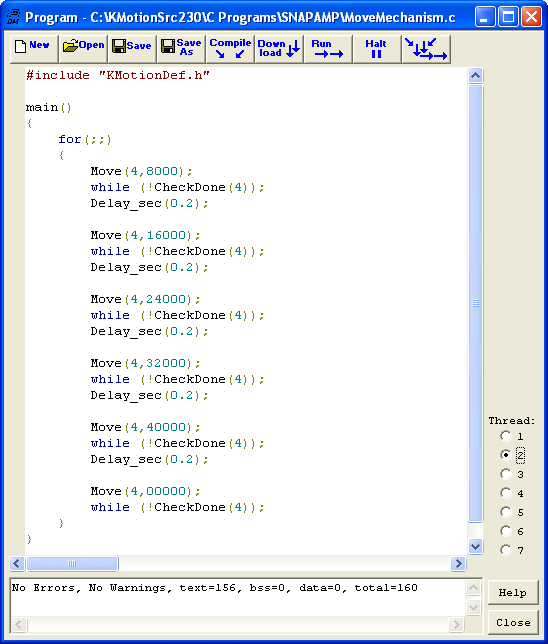 Program - C:\KMotionSrc230\C Programs\SNAPAMP\MoveMechanism.c
New Open Save Save As Compile Down load Run Halt
#include "KMotionDef.h"
main()
{
for(;;)
{
Move(4,8000);
while (!CheckDone(4));
Delay_sec(0.2);
Move(4,16000);
while (!CheckDone(4));
Delay_sec(0.2);
Move(4,24000);
while (!CheckDone(4));
Delay_sec(0.2);
Move(4,32000);
while (!CheckDone(4));
Delay_sec(0.2);
Move(4,40000);
while (!CheckDone(4));
Delay_sec(0.2);
Move(4,00000);
while (!CheckDone(4));
}
}
Thread:
1
2
3
4
5
6
7
No Errors, No Warnings, text=156, bss=0, data=0, total=160
Help
Close